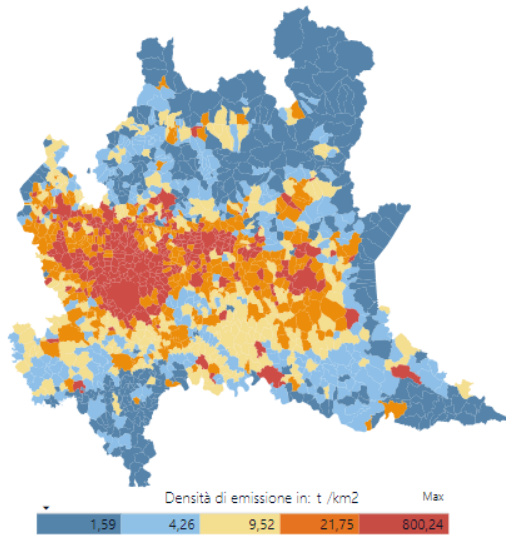 Densità di emissione in: t /km2 Max
1,59 4,26 9,52 21,75 800,24